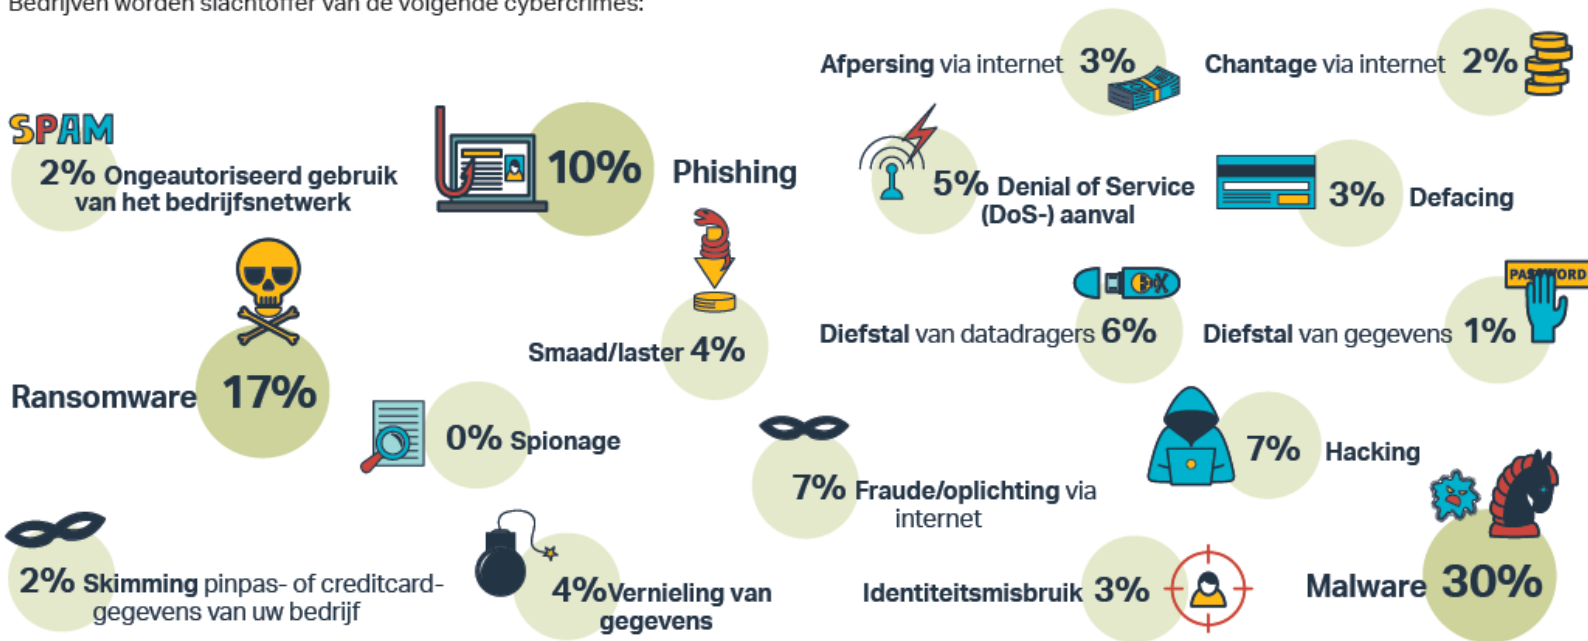 Bedrijven worden slachtoffer van de volgende cybercrimes:
Afpersing via internet 3%
Chantage via internet 2%
SPAM
2% Ongeautoriseerd gebruik
van het bedrijfsnetwerk
10% Phishing
5% Denial of Service
(DoS-) aanval
3% Defacing
Ransomware 17%
Smaad/laster 4%
Diefstal van datadragers 6%
PASSWORD
Diefstal van gegevens 1%
0% Spionage
7% Fraude/oplichting via
internet
7% Hacking
2% Skimming pinpas- of creditcard-
gegevens van uw bedrijf
4% Vernieling van
gegevens
Identiteitsmisbruik 3%
Malware 30%